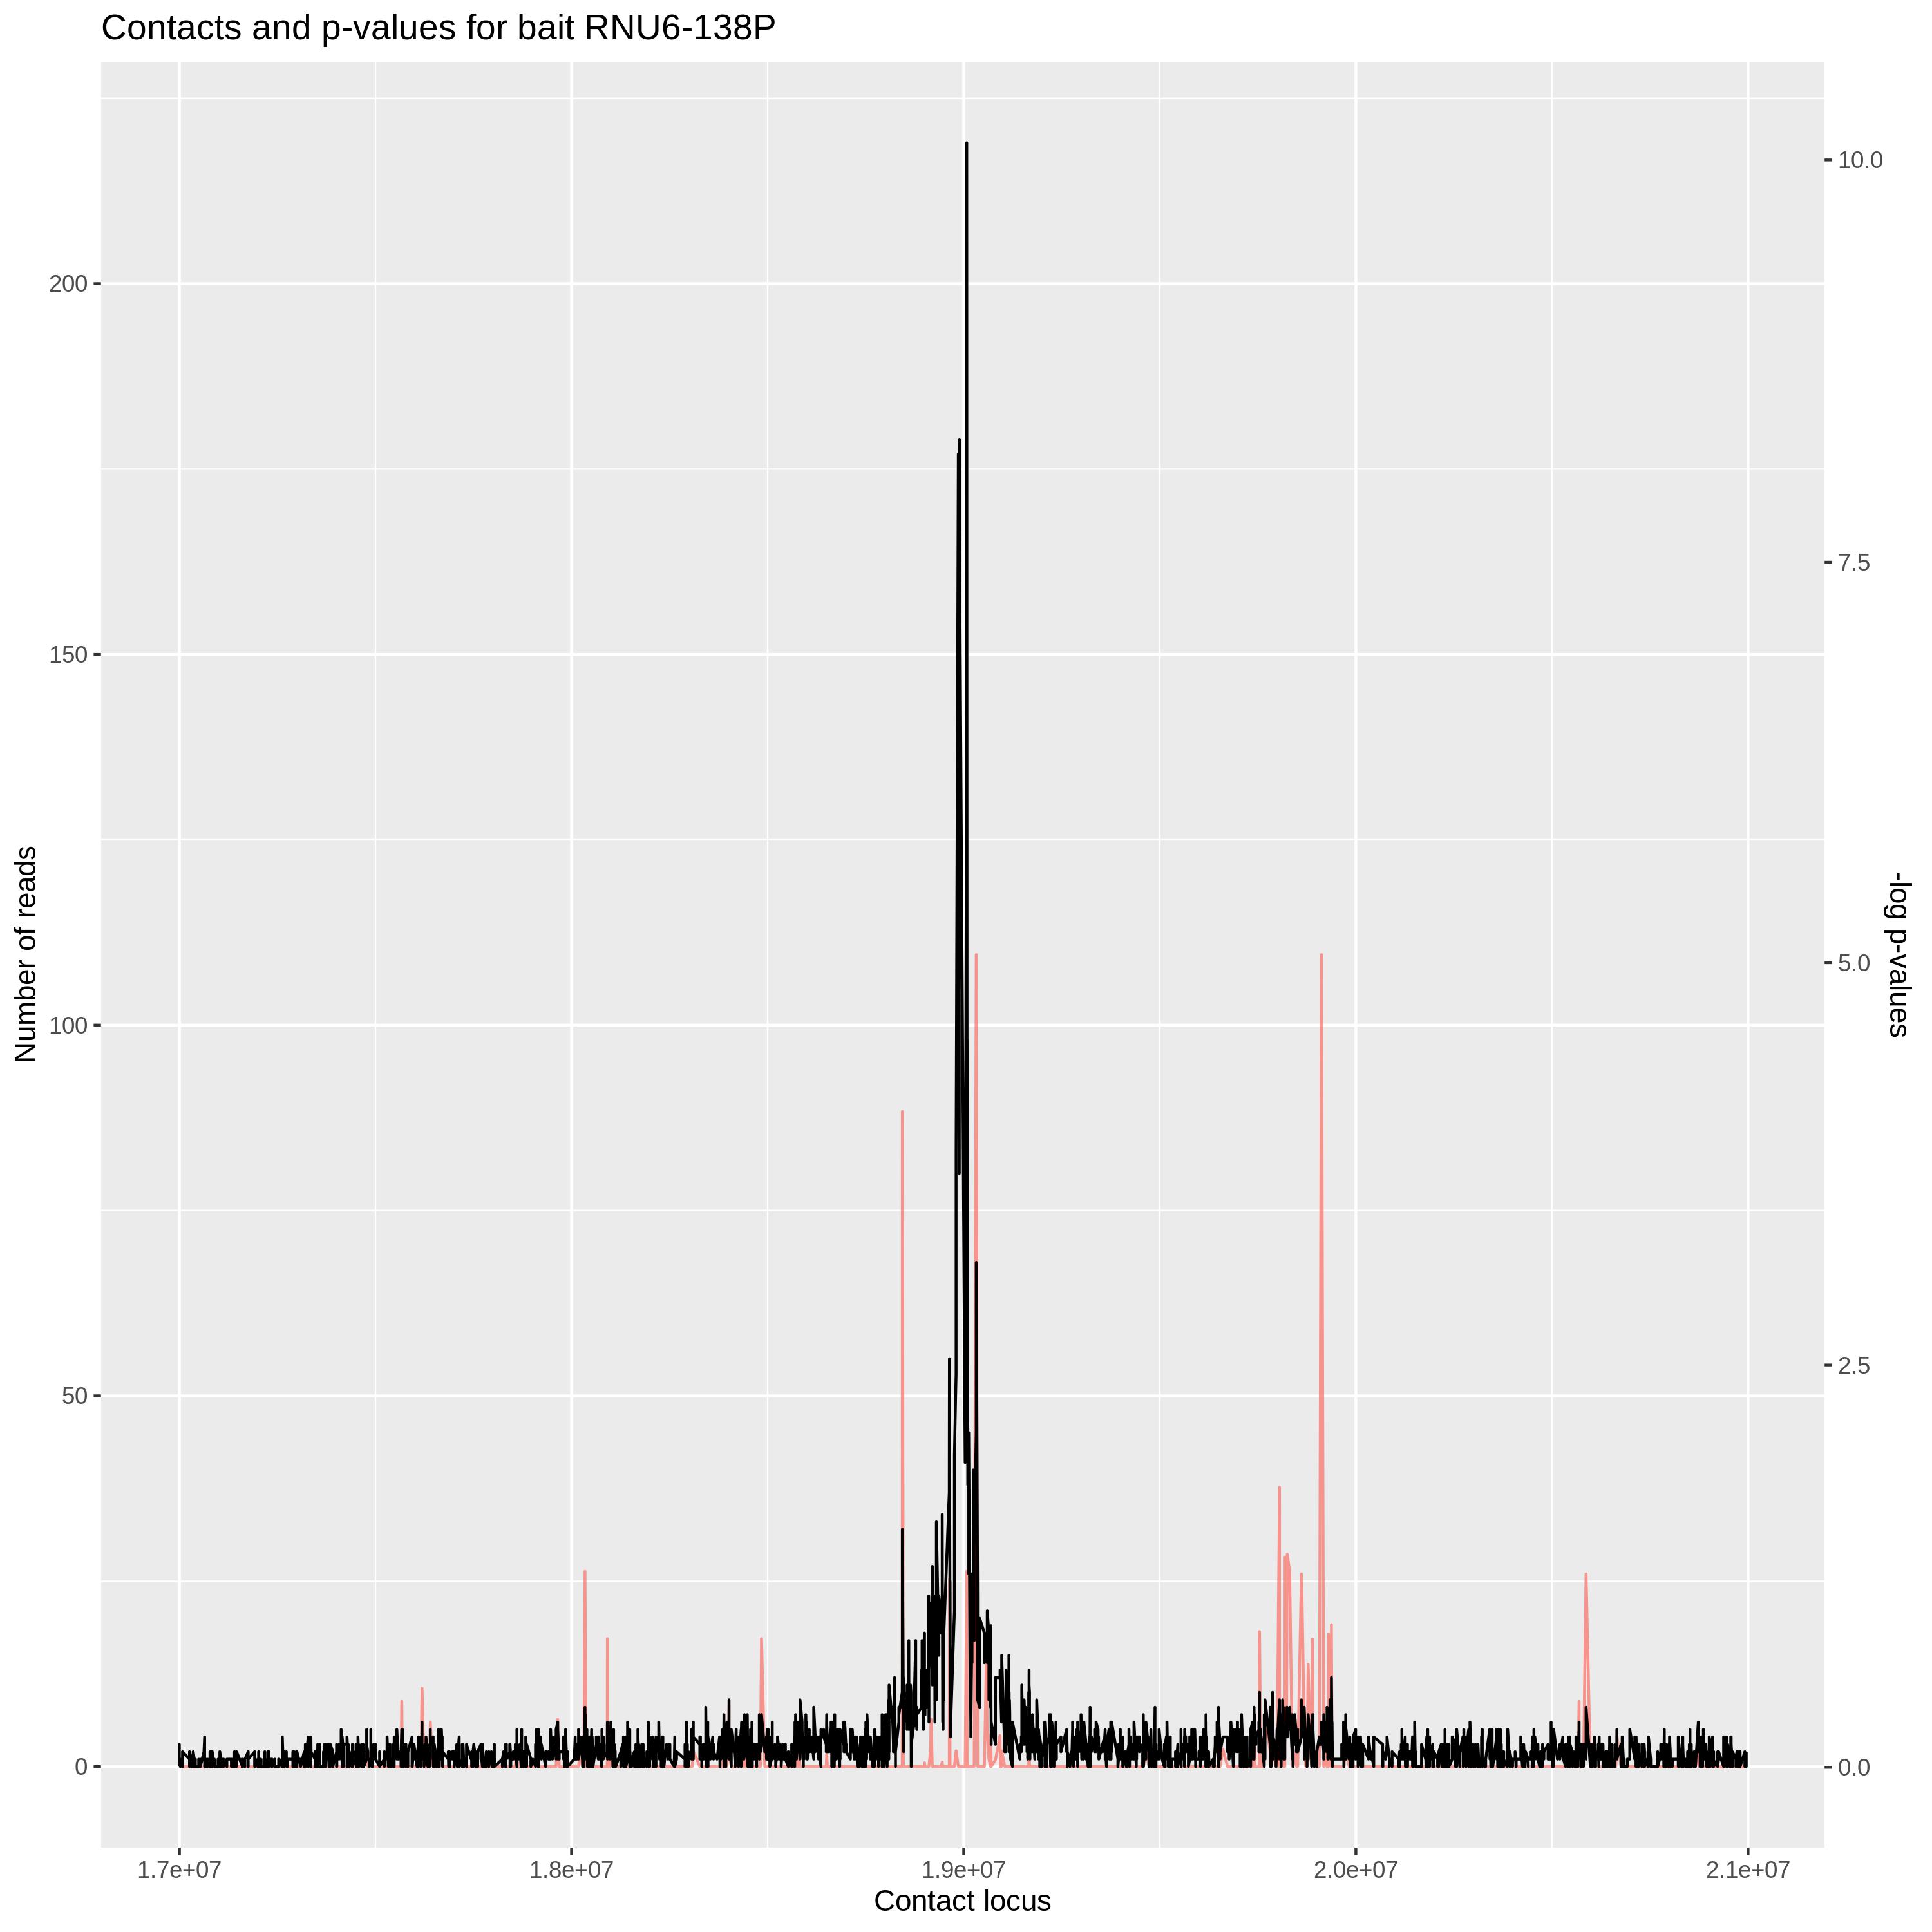 Contacts and p-values for bait RNU6-138P
Number of reads
200
150
100
50
0
10.0
7.5
5.0
2.5
0.0
-log p-values
1.7e+07
1.8e+07
1.9e+07
2.0e+07
2.1e+07
Contact locus